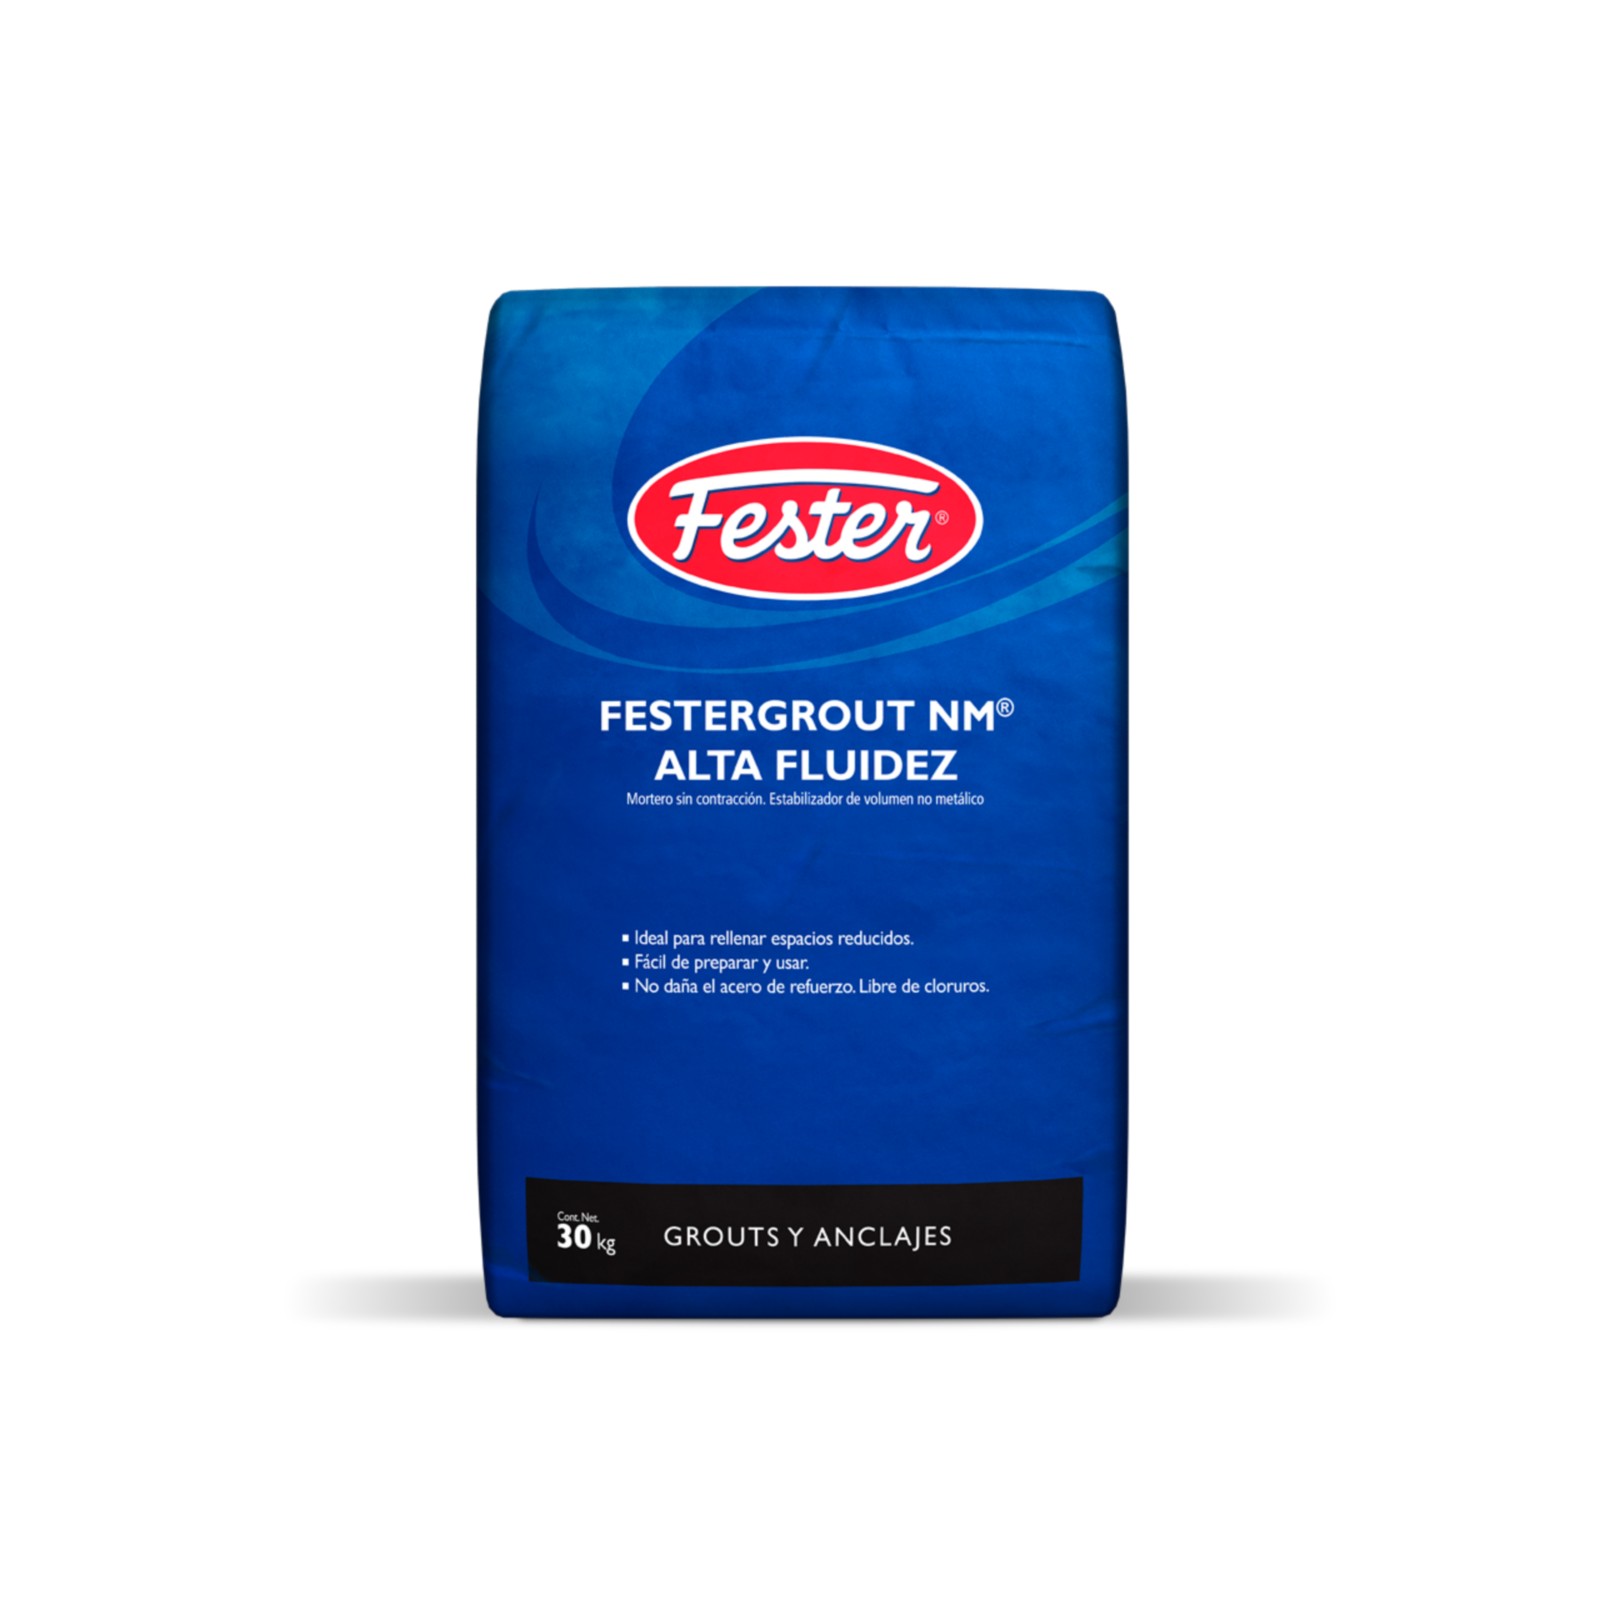 Fester®
FESTERGROUT NM®
ALTA FLUIDEZ
Mortero sin contracción. Estabilizador de volumen no metálico
▪ Ideal para rellenar espacios reducidos.
▪ Fácil de preparar y usar.
▪ No daña el acero de refuerzo. Libre de cloruros.
Cont. Net.
30 kg
GROUTS Y ANCLAJES